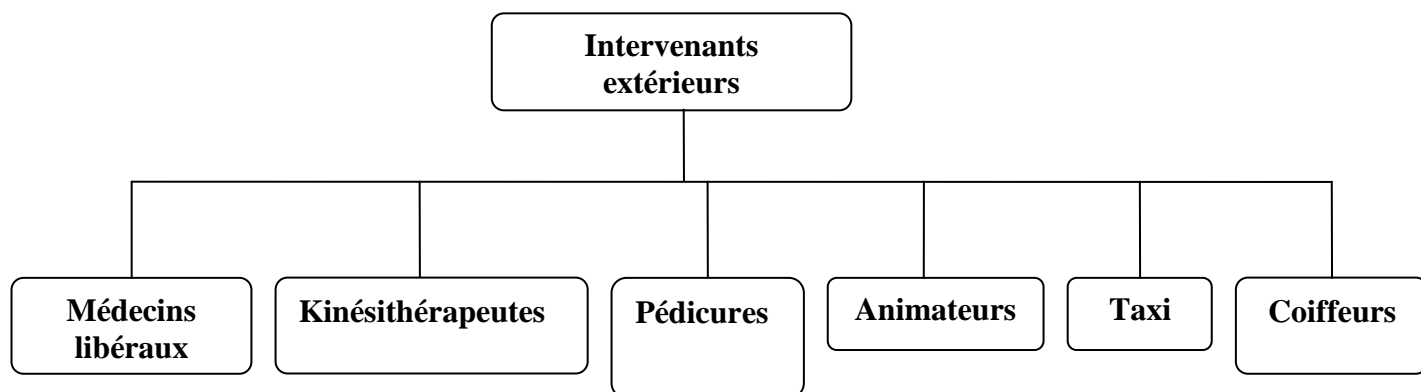 Intervenants
extérieurs
Médecins
libéraux
Kinésithérapeutes
Pédicures
Animateurs
Taxi
Coiffeurs